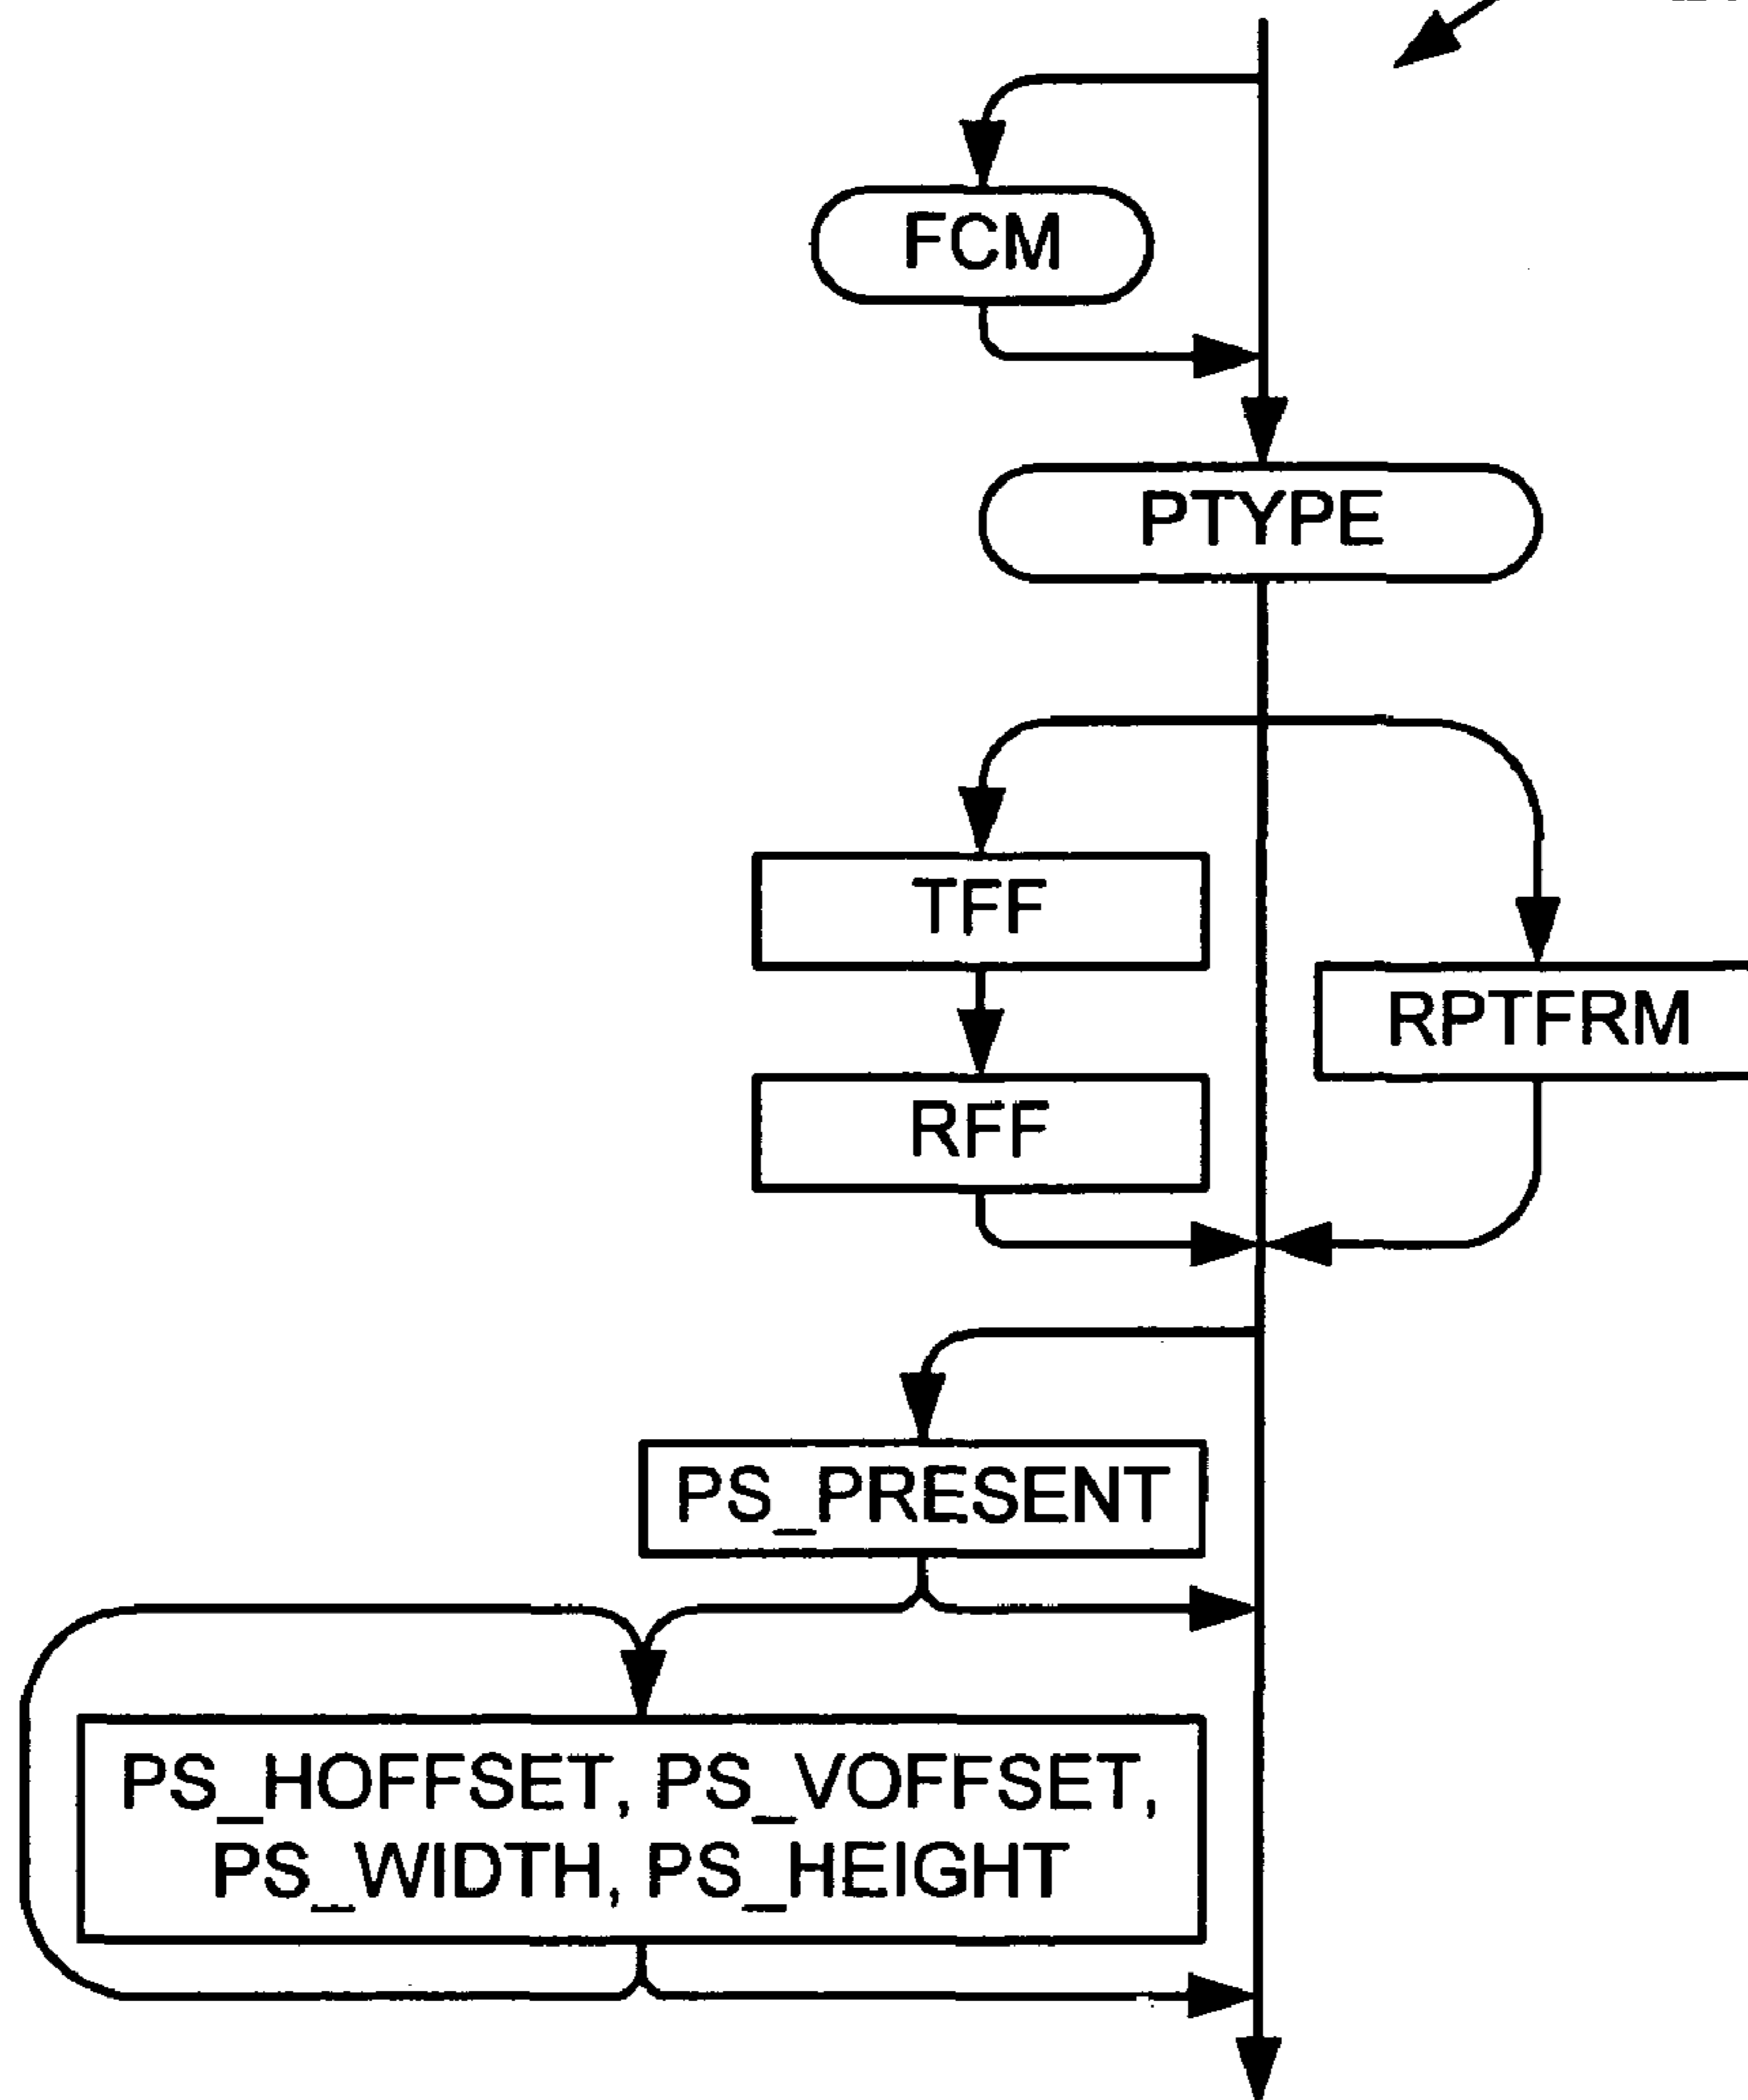 FCM
PTYPE
TFF
RPTFRM
RFF
PS_PRESENT
PS_HOFFSET, PS_VOFFSET,
PS_WIDTH, PS_HEIGHT